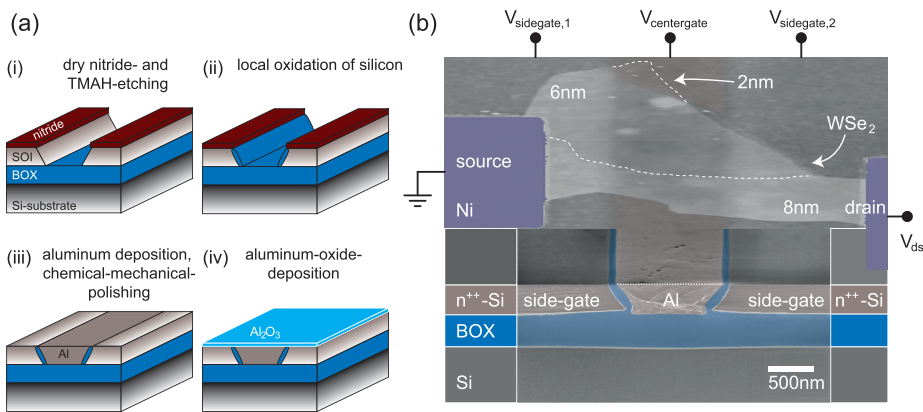 (a)
(i)
dry nitride- and
TMAH-etching
nitride
SOI
BOX
Si-substrate
(ii)
local oxidation of silicon
(iii)
aluminum deposition,
chemical-mechanical-
polishing
Al
(iv)
aluminum-oxide-
deposition
Al₂O₃
(b)
Vsidegate,1
Vcentergate
Vsidegate,2
6nm
2nm
WSe₂
source
Ni
8nm
drain
Vds
n⁺⁺-Si
side-gate
Al
side-gate
n⁺⁺-Si
BOX
Si
500nm